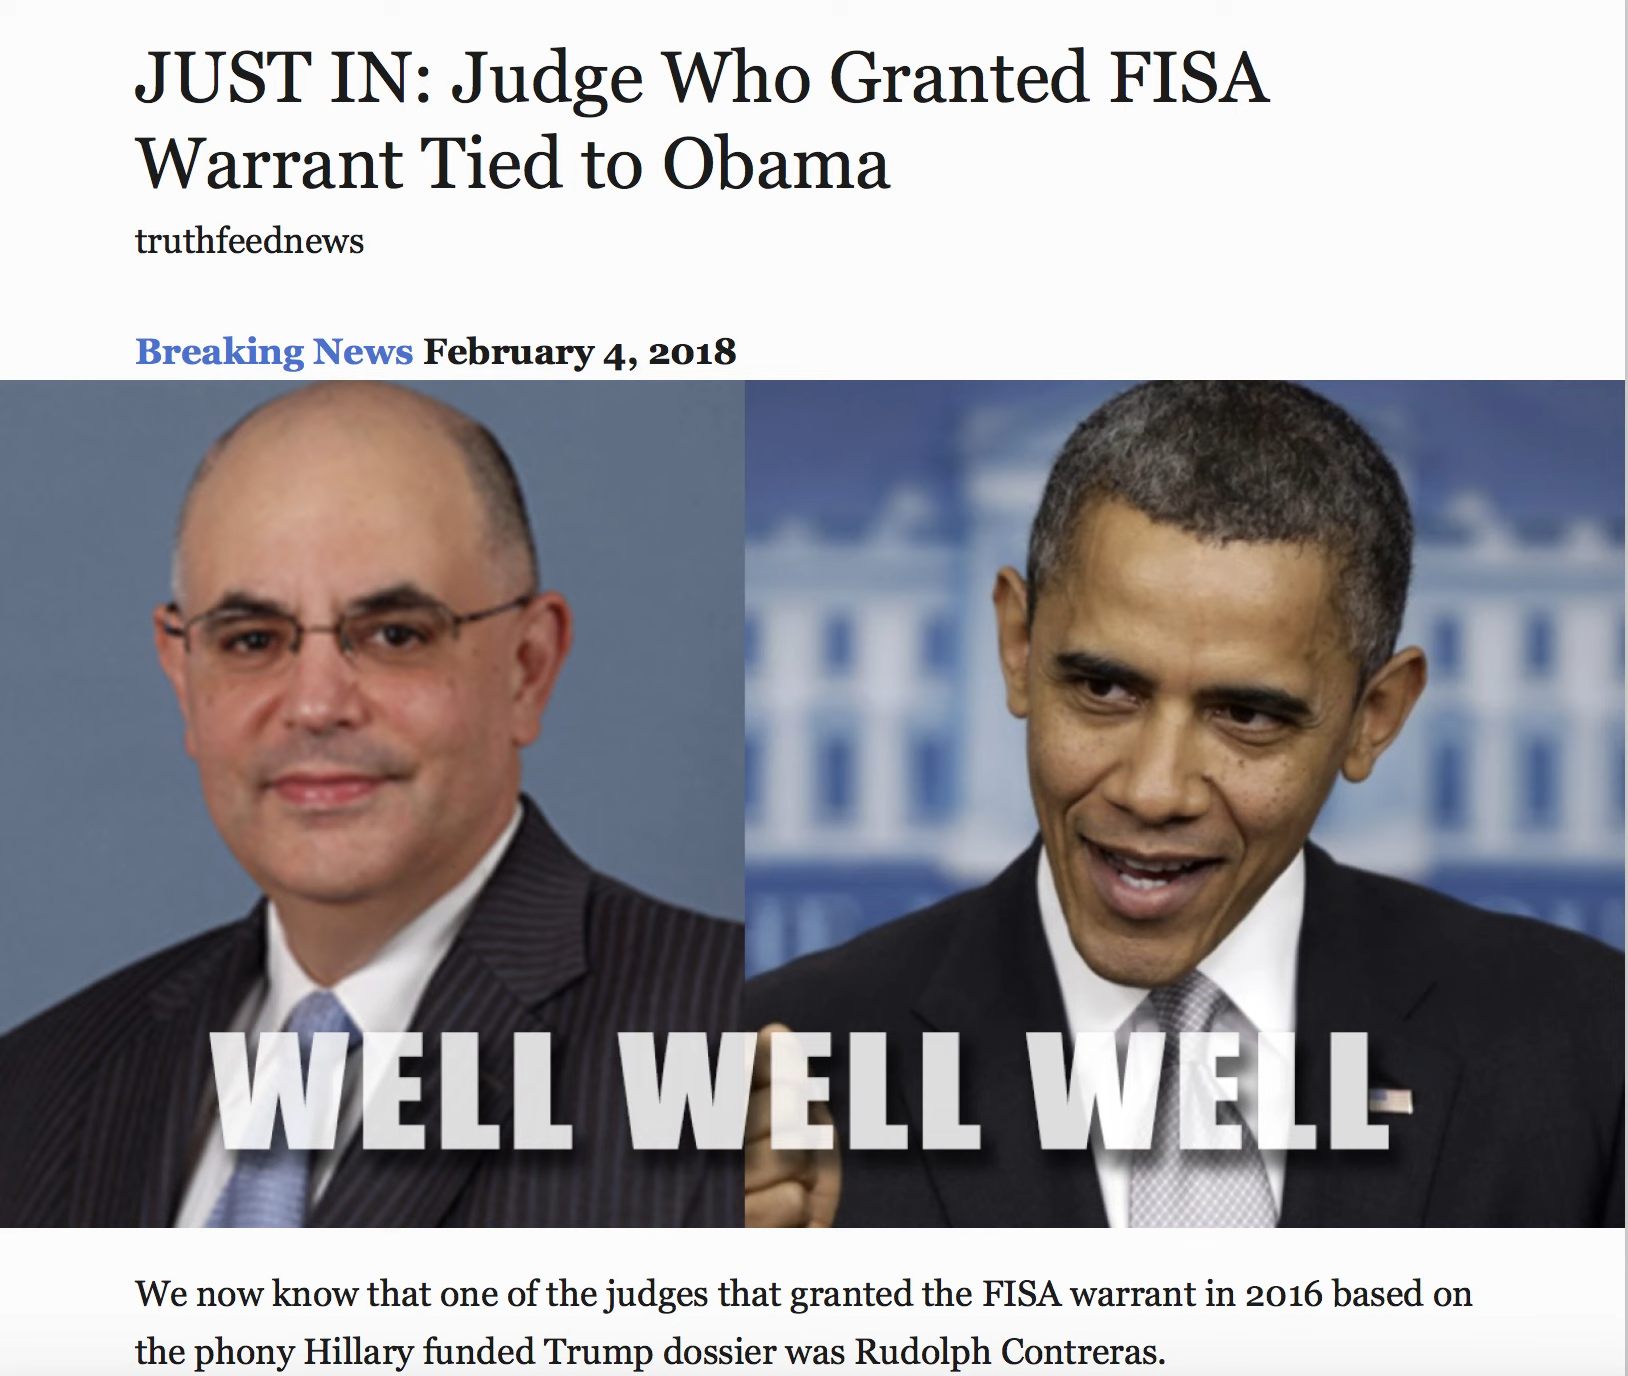 JUST IN: Judge Who Granted FISA
Warrant Tied to Obama
truthfeednews
Breaking News February 4, 2018
WELL WELL WELL
We now know that one of the judges that granted the FISA warrant in 2016 based on
the phony Hillary funded Trump dossier was Rudolph Contreras.